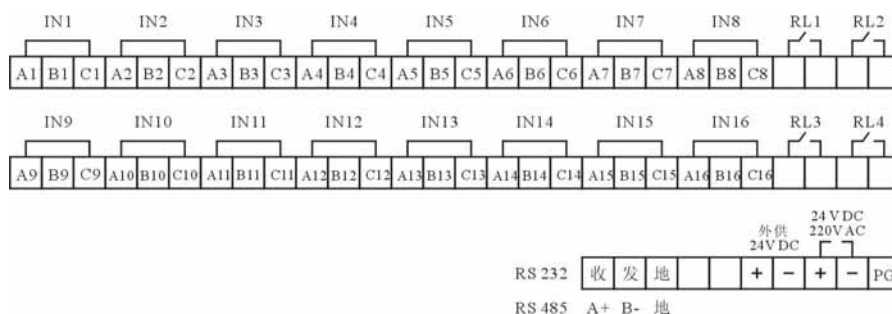 IN1 IN2 IN3 IN4 IN5 IN6 IN7 IN8 RL1 RL2
A1 B1 C1 A2 B2 C2 A3 B3 C3 A4 B4 C4 A5 B5 C5 A6 B6 C6 A7 B7 C7 A8 B8 C8
IN9 IN10 IN11 IN12 IN13 IN14 IN15 IN16 RL3 RL4
A9 B9 C9 A10 B10 C10 A11 B11 C11 A12 B12 C12 A13 B13 C13 A14 B14 C14 A15 B15 C15 A16 B16 C16
24 V DC
外供 220V AC
24V DC
RS 232 收 发 地 + − + − PG
RS 485 A+ B- 地